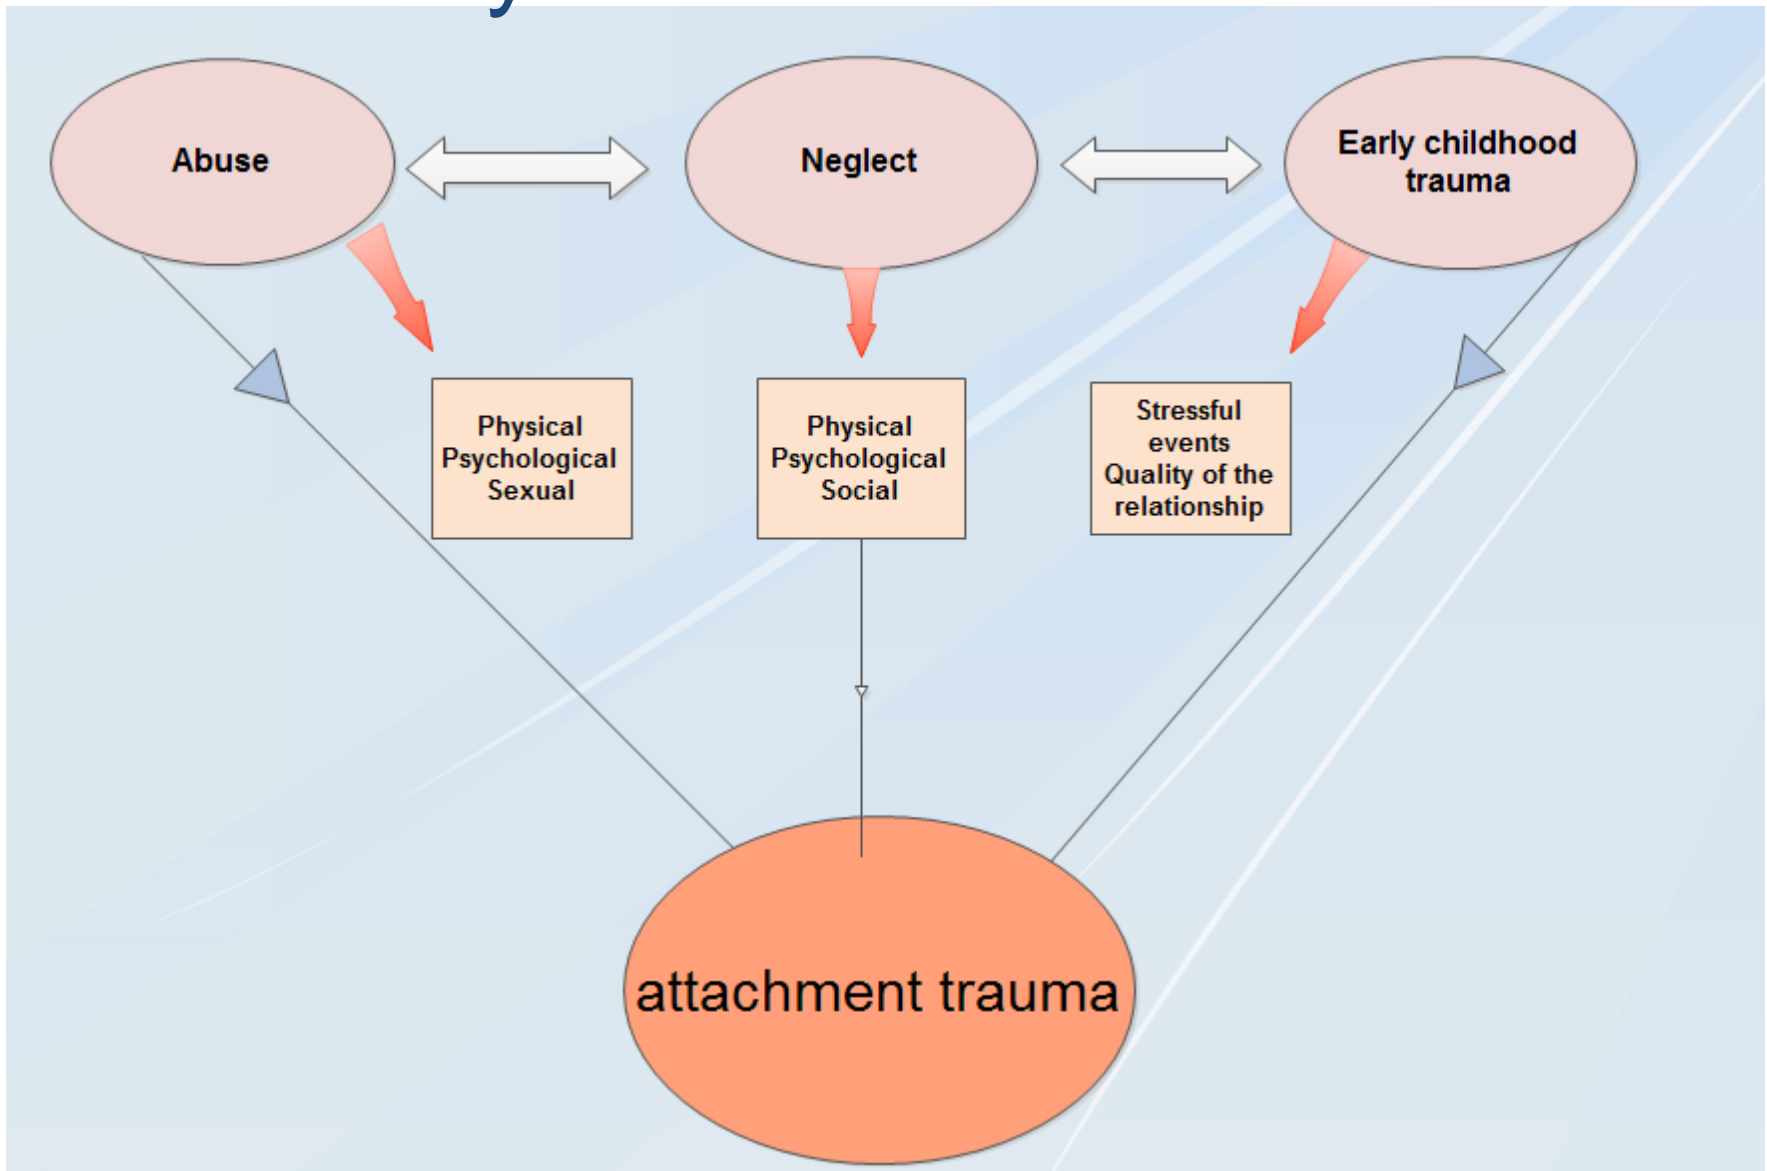 Abuse
Neglect
Early childhood
trauma
Physical
Psychological
Sexual
Physical
Psychological
Social
Stressful
events
Quality of the
relationship
attachment trauma